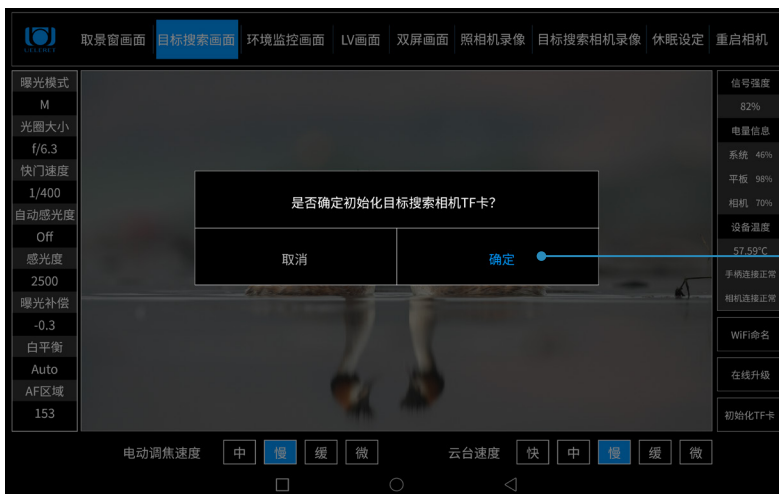 取景窗画面 目标搜索画面 环境监控画面 LV画面 双屏画面 照相机录像 目标搜索相机录像 休眠设定 重启相机
曝光模式
M
光圈大小
f/6.3
快门速度
1/400
自动感光度
Off
感光度
2500
曝光补偿
-0.3
白平衡
Auto
AF区域
153
是否确定初始化目标搜索相机TF卡?
取消 确定
信号强度
82%
电量信息
系统 46%
平板 98%
相机 70%
设备温度
57.59°C
手柄连接正常
相机连接正常
WiFi命名
在线升级
初始化TF卡
电动调焦速度 中 慢 缓 微 云台速度 快 中 慢 缓 微